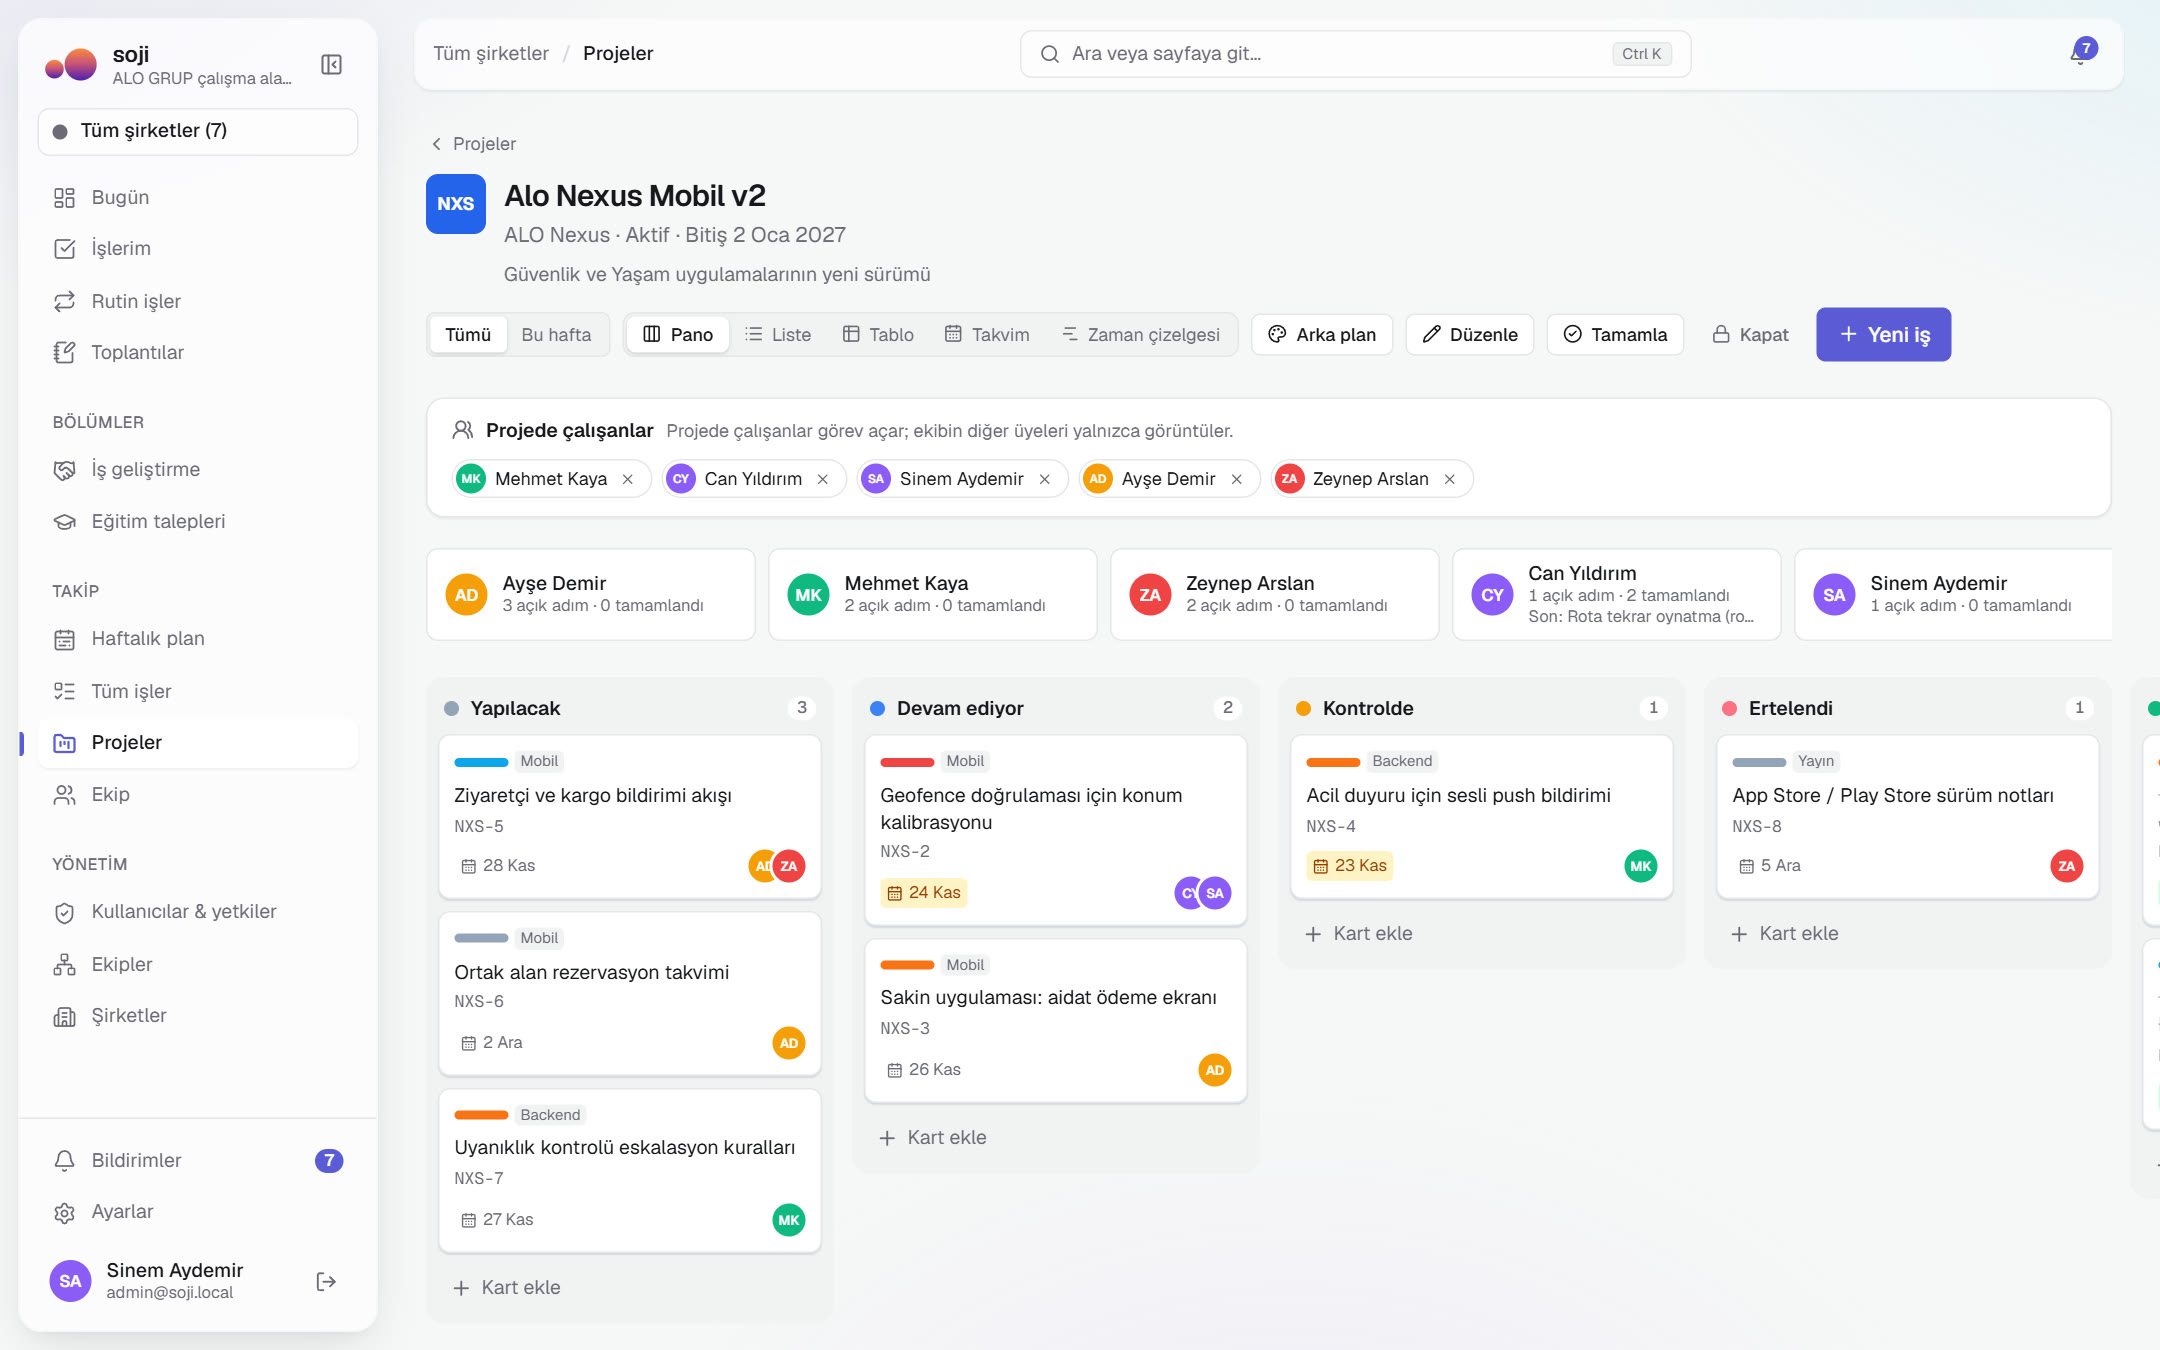 soji
ALO GRUP çalışma ala...
Tüm şirketler (7)
Bugün
İşlerim
Rutin işler
Toplantılar
BÖLÜMLER
İş geliştirme
Eğitim talepleri
TAKİP
Haftalık plan
Tüm işler
Projeler
Ekip
YÖNETİM
Kullanıcılar & yetkiler
Ekipler
Şirketler
Bildirimler 7
Ayarlar
SA Sinem Aydemir
admin@soji.local
Tüm şirketler / Projeler
Ara veya sayfaya git...
Ctrl K
7
Projeler
NXS
Alo Nexus Mobil v2
ALO Nexus · Aktif · Bitiş 2 Oca 2027
Güvenlik ve Yaşam uygulamalarının yeni sürümü
Tümü Bu hafta Pano Liste Tablo Takvim Zaman çizelgesi Arka plan Düzenle Tamamla Kapat + Yeni iş
Projede çalışanlar Projede çalışanlar görev açar; ekibin diğer üyeleri yalnızca görüntüler.
MK Mehmet Kaya × CY Can Yıldırım × SA Sinem Aydemir × AD Ayşe Demir × ZA Zeynep Arslan ×
AD Ayşe Demir
3 açık adım · 0 tamamlandı
MK Mehmet Kaya
2 açık adım · 0 tamamlandı
ZA Zeynep Arslan
2 açık adım · 0 tamamlandı
CY Can Yıldırım
1 açık adım · 2 tamamlandı
Son: Rota tekrar oynatma (ro...
SA Sinem Aydemir
1 açık adım · 0 tamamlandı
Yapılacak 3
Mobil
Ziyaretçi ve kargo bildirimi akışı
NXS-5
28 Kas AD ZA
Mobil
Ortak alan rezervasyon takvimi
NXS-6
2 Ara AD
Backend
Uyanıklık kontrolü eskalasyon kuralları
NXS-7
27 Kas MK
+ Kart ekle
Devam ediyor 2
Mobil
Geofence doğrulaması için konum
kalibrasyonu
NXS-2
24 Kas CY SA
Mobil
Sakin uygulaması: aidat ödeme ekranı
NXS-3
26 Kas AD
+ Kart ekle
Kontrolde 1
Backend
Acil duyuru için sesli push bildirimi
NXS-4
23 Kas MK
+ Kart ekle
Ertelendi 1
Yayın
App Store / Play Store sürüm notları
NXS-8
5 Ara ZA
+ Kart ekle